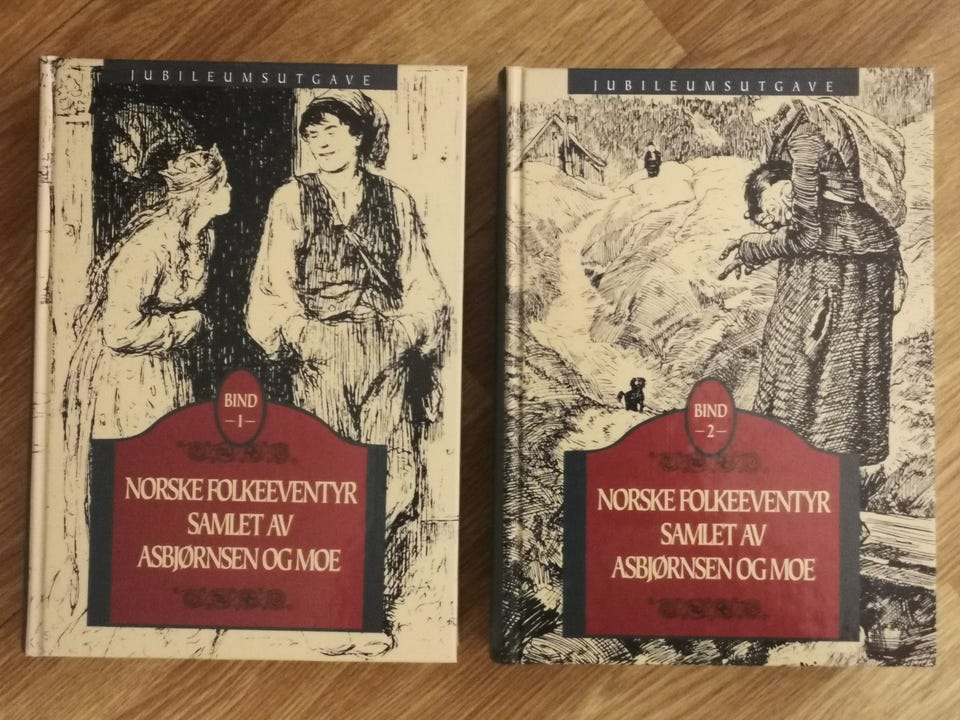 JUBILEUMSUTGAVE
BIND
–1–
NORSKE FOLKEEVENTYR
SAMLET AV
ASBJØRNSEN OG MOE
JUBILEUMSUTGAVE
BIND
–2–
NORSKE FOLKEEVENTYR
SAMLET AV
ASBJØRNSEN OG MOE